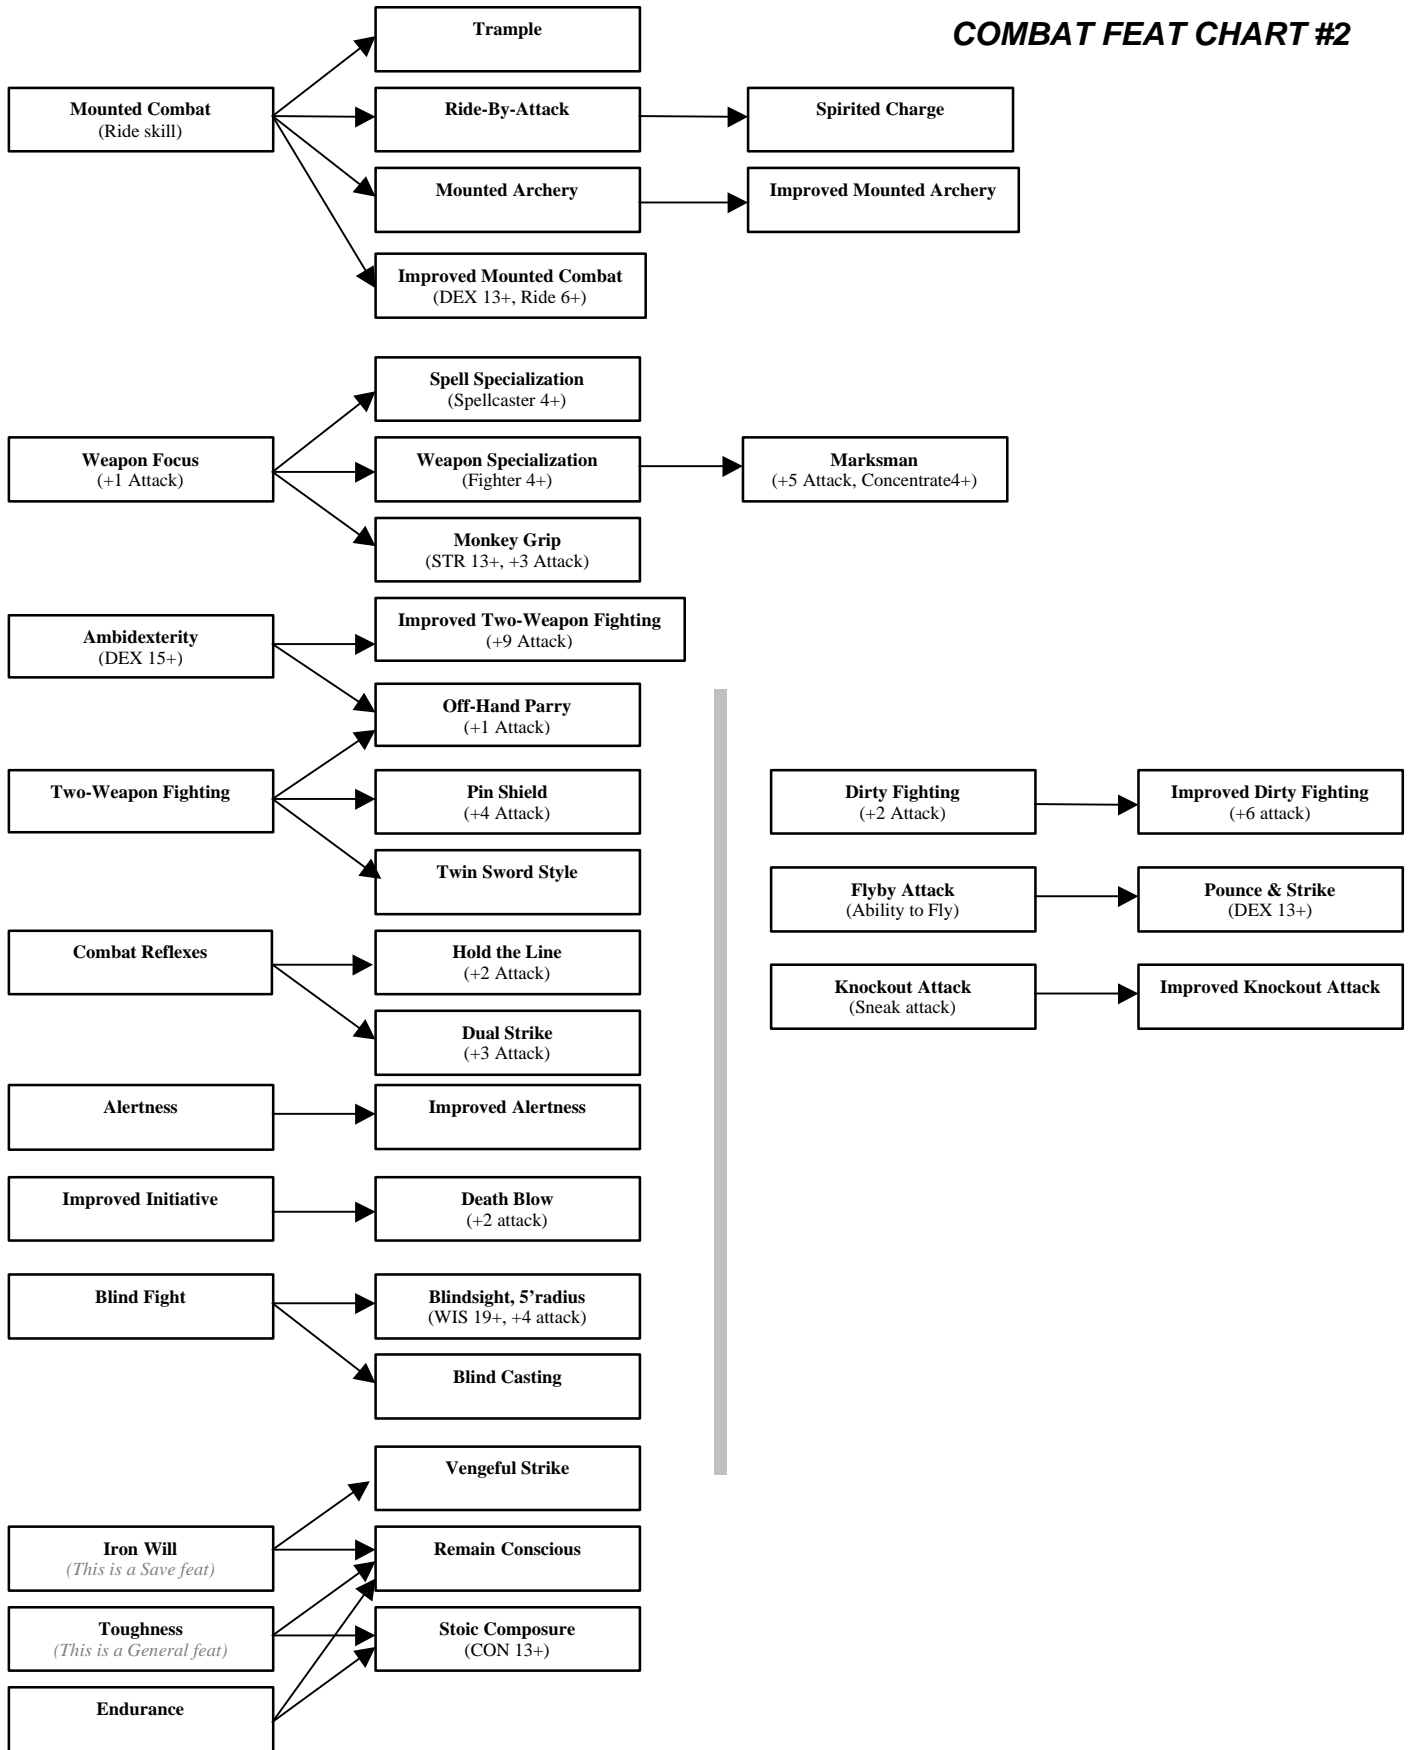 COMBAT FEAT CHART #2
Trample
Mounted Combat
(Ride skill)
Ride-By-Attack
Spirited Charge
Mounted Archery
Improved Mounted Archery
Improved Mounted Combat
(DEX 13+, Ride 6+)
Spell Specialization
(Spellcaster 4+)
Weapon Focus
(+1 Attack)
Weapon Specialization
(Fighter 4+)
Marksman
(+5 Attack, Concentrate4+)
Monkey Grip
(STR 13+, +3 Attack)
Ambidexterity
(DEX 15+)
Improved Two-Weapon Fighting
(+9 Attack)
Off-Hand Parry
(+1 Attack)
Two-Weapon Fighting
Pin Shield
(+4 Attack)
Twin Sword Style
Combat Reflexes
Hold the Line
(+2 Attack)
Dual Strike
(+3 Attack)
Alertness
Improved Alertness
Improved Initiative
Death Blow
(+2 attack)
Blind Fight
Blindsight, 5’radius
(WIS 19+, +4 attack)
Blind Casting
Vengeful Strike
Iron Will
(This is a Save feat)
Remain Conscious
Toughness
(This is a General feat)
Stoic Composure
(CON 13+)
Endurance
Dirty Fighting
(+2 Attack)
Improved Dirty Fighting
(+6 attack)
Flyby Attack
(Ability to Fly)
Pounce & Strike
(DEX 13+)
Knockout Attack
(Sneak attack)
Improved Knockout Attack